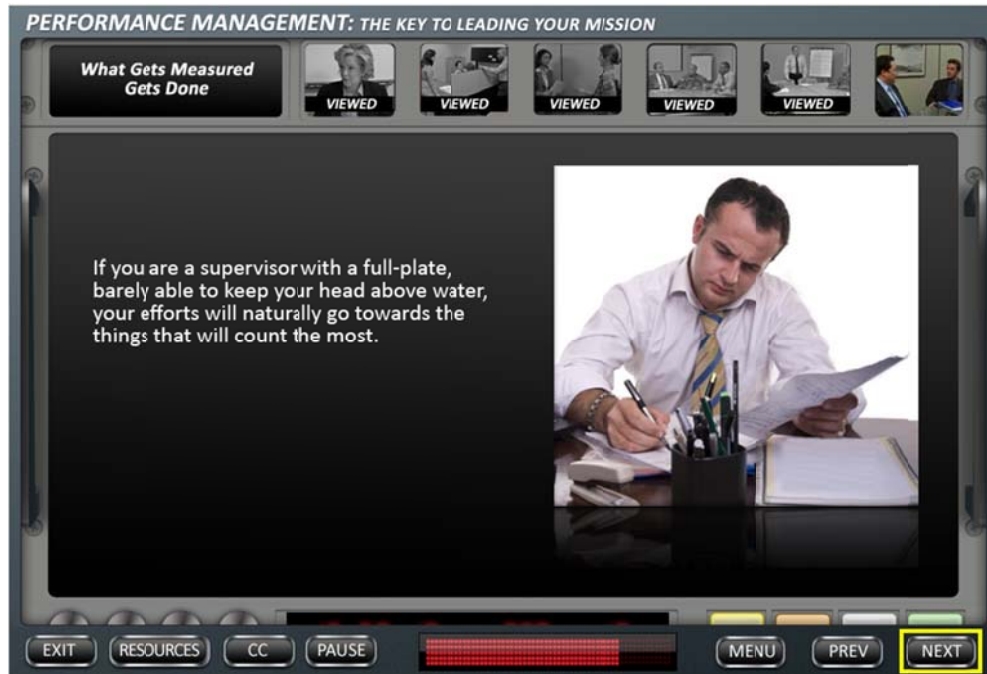 PERFORMANCE MANAGEMENT: THE KEY TO LEADING YOUR MISSION
What Gets Measured
Gets Done
VIEWED
VIEWED
VIEWED
VIEWED
VIEWED
If you are a supervisor with a full-plate,
barely able to keep your head above water,
your efforts will naturally go towards the
things that will count the most.
EXIT
RESOURCES
CC
PAUSE
MENU
PREV
NEXT